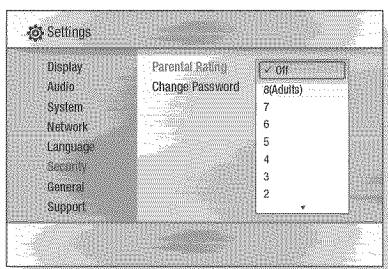 Settings
Display
Audio
System
Network
Language
Security
General
Support
Parental Rating
Change Password
✓ Off
8(Adults)
7
6
5
4
3
2